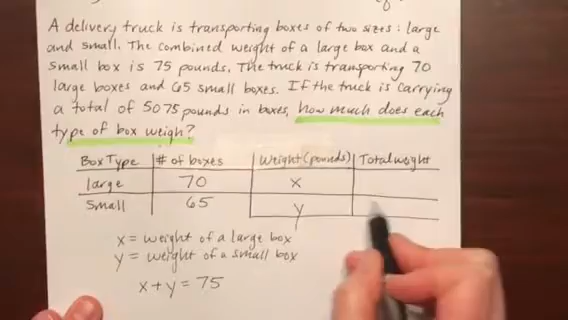 A delivery truck is transporting boxes of two sizes: large
and small. The combined weight of a large box and a
small box is 75 pounds. The truck is transporting 70
large boxes and 65 small boxes. If the truck is carrying
a total of 5075 pounds in boxes, how much does each
type of box weigh?
Box Type # of boxes Weight (pounds) Total weight
large 70 x
Small 65 y
x = weight of a large box
y = weight of a small box
x + y = 75